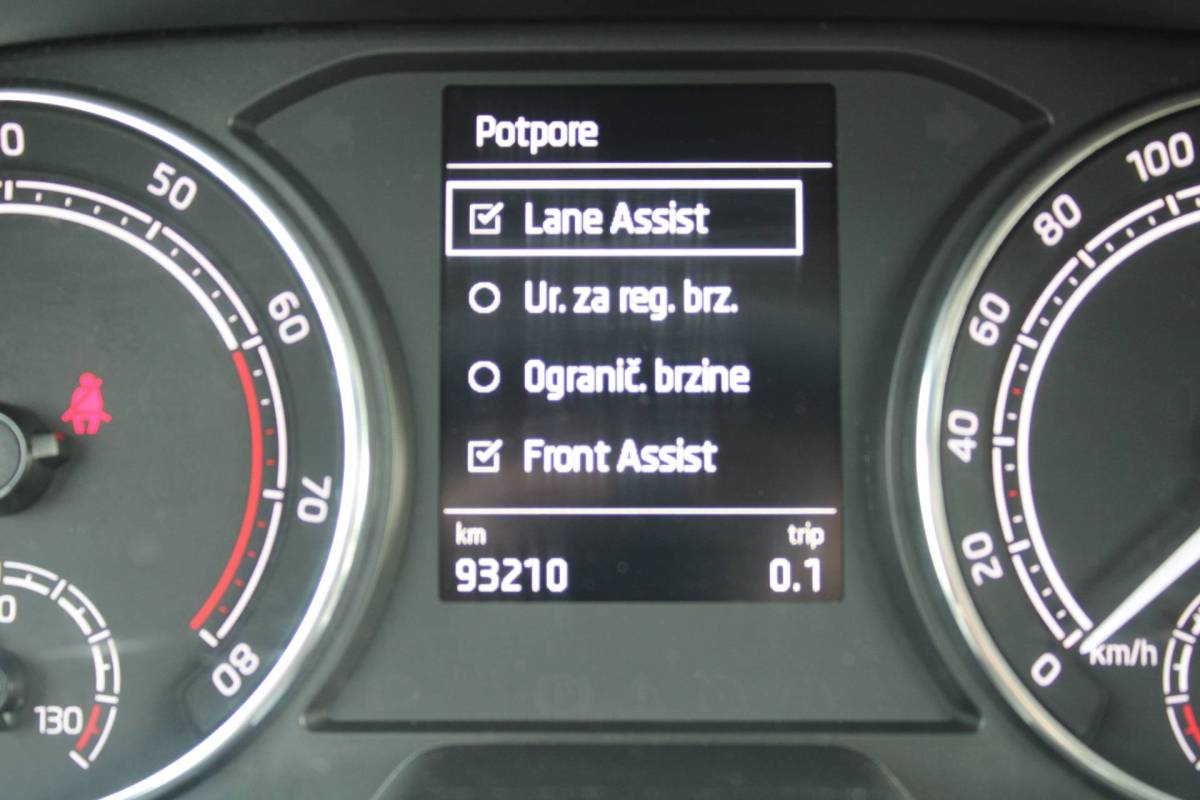 Potpore
Lane Assist
Ur. za reg. brz.
Ogranič. brzine
Front Assist
km trip
93210 0.1
50
60
70
80
130
100
80
60
40
20
0
km/h